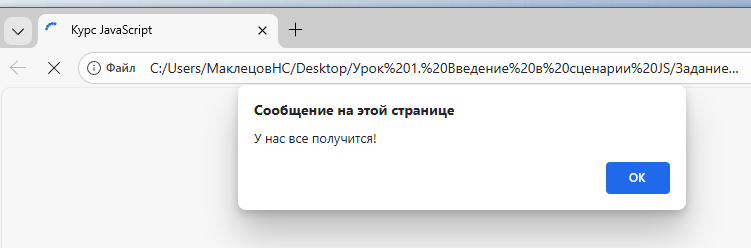 Курс JavaScript
Файл C:/Users/МаклецовНС/Desktop/Урок%201.%20Введение%20в%20сценарии%20JS/Задание...
Сообщение на этой странице
У нас все получится!
ОК